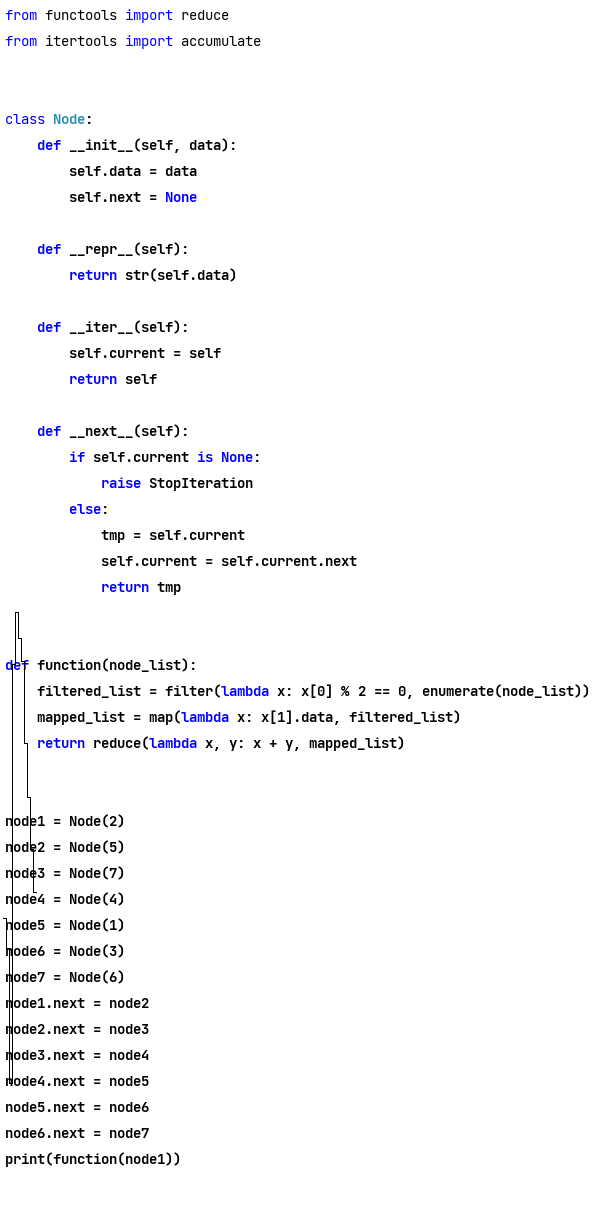 from functools import reduce
from itertools import accumulate
class Node:
    def __init__(self, data):
        self.data = data
        self.next = None
    def __repr__(self):
        return str(self.data)
    def __iter__(self):
        self.current = self
        return self
    def __next__(self):
        if self.current is None:
            raise StopIteration
        else:
            tmp = self.current
            self.current = self.current.next
            return tmp
def function(node_list):
    filtered_list = filter(lambda x: x[0] % 2 == 0, enumerate(node_list))
    mapped_list = map(lambda x: x[1].data, filtered_list)
    return reduce(lambda x, y: x + y, mapped_list)
node1 = Node(2)
node2 = Node(5)
node3 = Node(7)
node4 = Node(4)
node5 = Node(1)
node6 = Node(3)
node7 = Node(6)
node1.next = node2
node2.next = node3
node3.next = node4
node4.next = node5
node5.next = node6
node6.next = node7
print(function(node1))